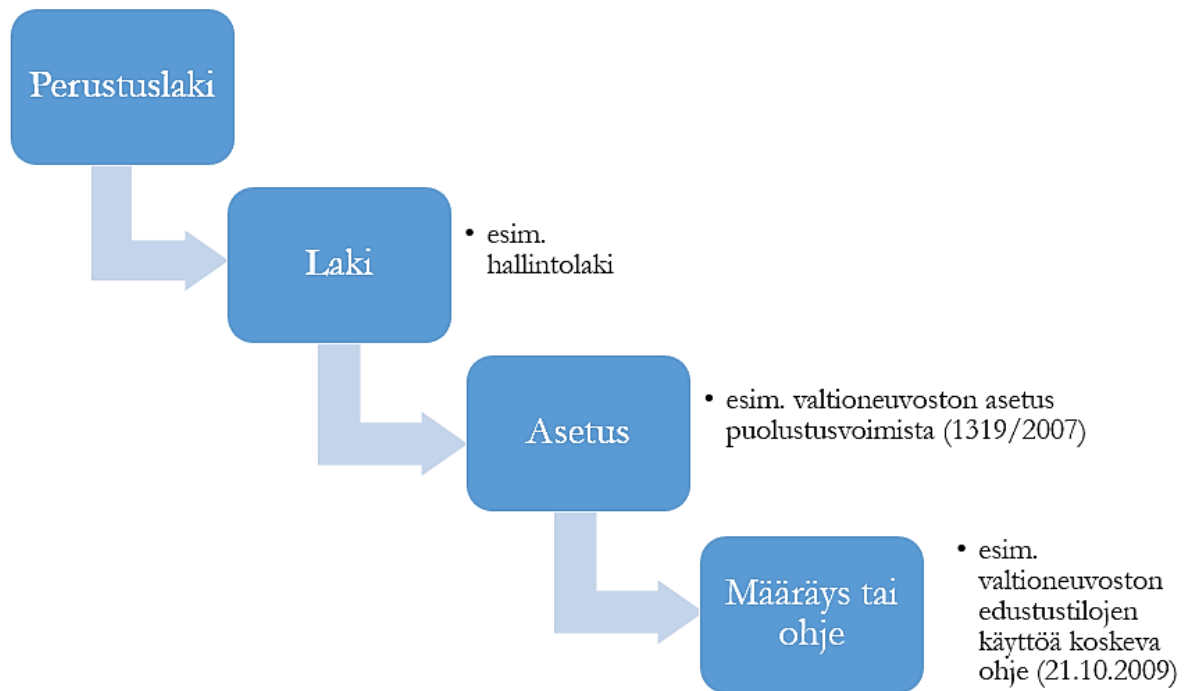 Perustuslaki
Laki
• esim.
hallintolaki
Asetus
• esim. valtioneuvoston asetus
puolustusvoimista (1319/2007)
Määräys tai
ohje
• esim.
valtioneuvoston
edustustilojen
käyttöä koskeva
ohje (21.10.2009)